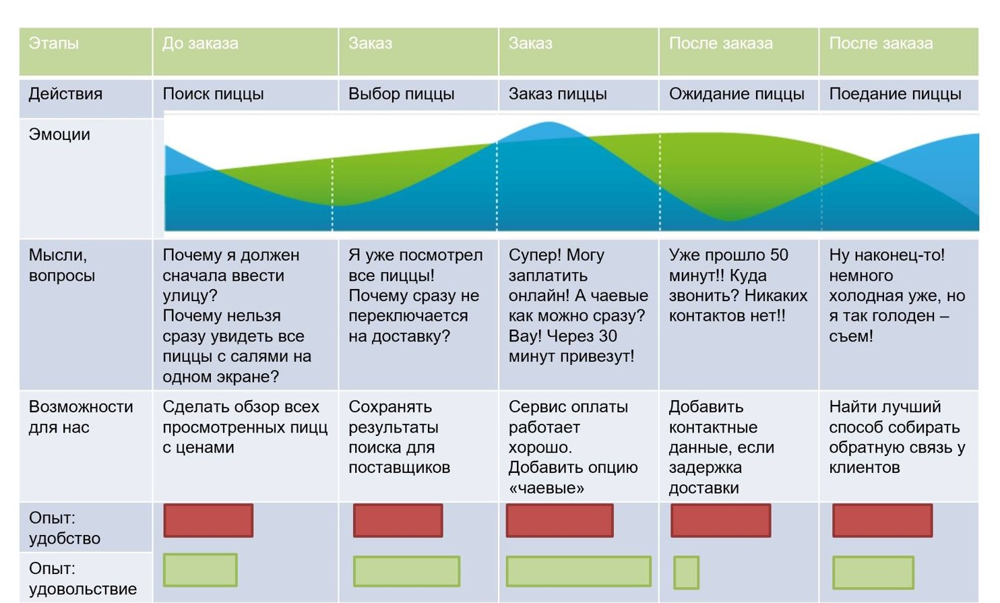 Этапы
До заказа
Заказ
Заказ
После заказа
После заказа
Действия
Поиск пиццы
Выбор пиццы
Заказ пиццы
Ожидание пиццы
Поедание пиццы
Эмоции
Мысли,
вопросы
Почему я должен
сначала ввести
улицу?
Почему нельзя
сразу увидеть все
пиццы с салями на
одном экране?
Я уже посмотрел
все пиццы!
Почему сразу не
переключается
на доставку?
Супер! Могу
заплатить
онлайн! А чаевые
как можно сразу?
Вау! Через 30
минут привезут!
Уже прошло 50
минут!! Куда
звонить? Никаких
контактов нет!!
Ну наконец-то!
немного
холодная уже, но
я так голоден –
съем!
Возможности
для нас
Сделать обзор всех
просмотренных пицц
с ценами
Сохранять
результаты
поиска для
поставщиков
Сервис оплаты
работает
хорошо.
Добавить опцию
«чаевые»
Добавить
контактные
данные, если
задержка
доставки
Найти лучший
способ собирать
обратную связь у
клиентов
Опыт:
удобство
Опыт:
удовольствие